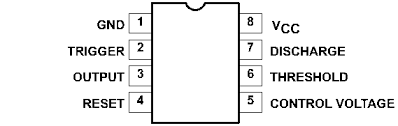 GND 1 8 VCC
TRIGGER 2 7 DISCHARGE
OUTPUT 3 6 THRESHOLD
RESET 4 5 CONTROL VOLTAGE